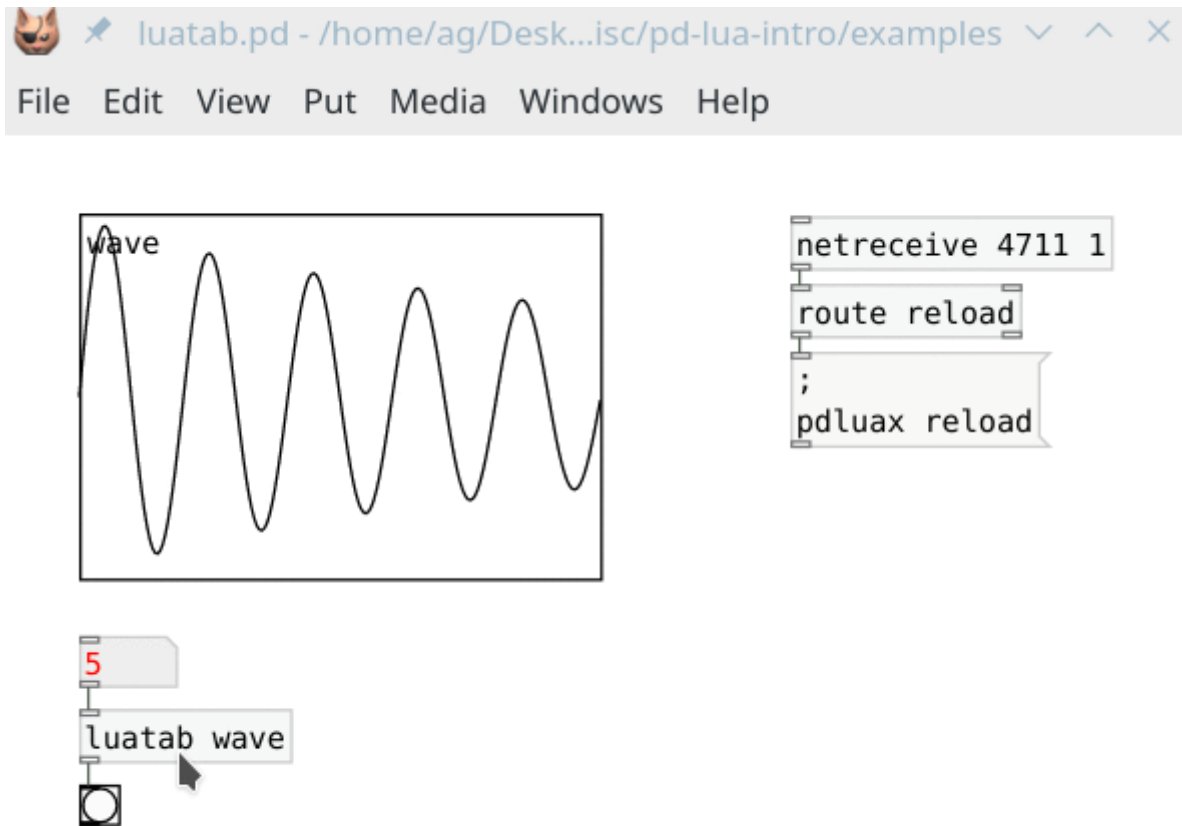 luatab.pd - /home/ag/Desk...isc/pd-lua-intro/examples
File Edit View Put Media Windows Help
wave
netreceive 4711 1
route reload
;
pdluax reload
5
luatab wave